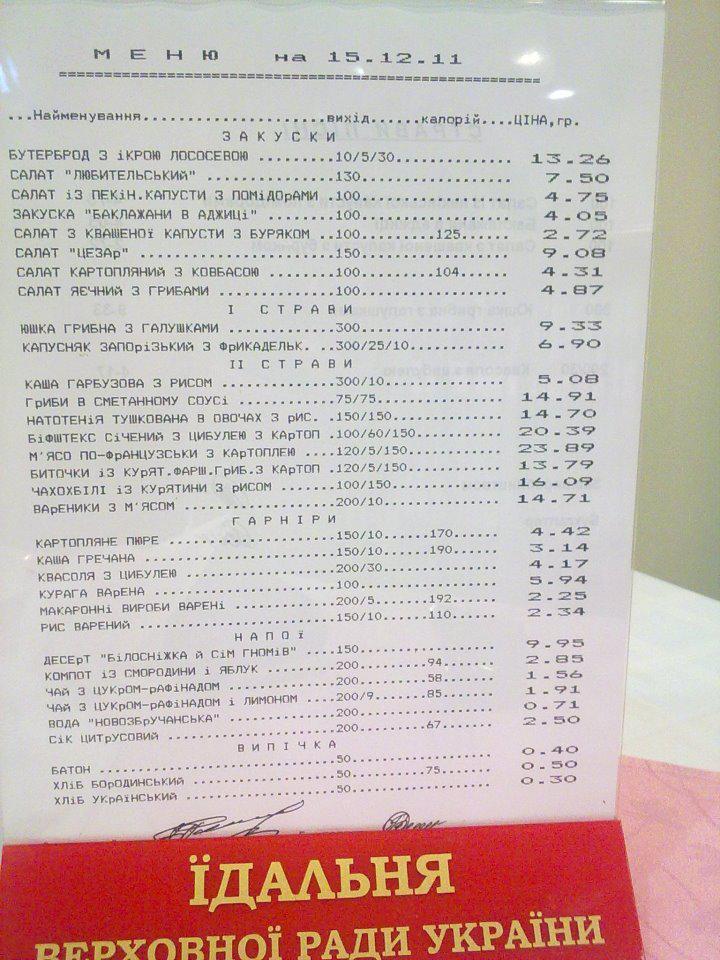 М Е Н Ю на 15.12.11
==================================================
...Найменування......................вихід.......калорій....ЦІНА,гр.
З А К У С К И
БУТЕРБРОД З іКРОЮ ЛОСОСЕВОЮ .........10/5/30............. 13.26
САЛАТ "ЛЮБИТЕЛЬСЬКИЙ" ...............130................. 7.50
САЛАТ іЗ ПЕКіН.КАПУСТИ З ПОМіДОрАМИ .100................. 4.75
ЗАКУСКА "БАКЛАЖАНИ В АДЖИЦі" ........100................. 4.05
САЛАТ З КВАШЕНОї КАПУСТИ З БУРЯКОМ ..100.........125..... 2.72
САЛАТ "ЦЕЗАр" .......................150................. 9.08
САЛАТ КАРТОПЛЯНИЙ З КОВБАСОЮ ........100.........104..... 4.31
САЛАТ ЯЄЧНИЙ З ГРИБАМИ ..............100................. 4.87
І С Т Р А В И
ЮШКА ГРИБНА З ГАЛУШКАМИ .............300................. 9.33
КАПУСНЯК ЗАПОріЗЬКИЙ З ФрИКАДЕЛЬК. ..300/25/10........... 6.90
ІІ С Т Р А В И
КАША ГАРБУЗОВА З РИСОМ ..............300/10.............. 5.08
ГрИБИ В СМЕТАННОМУ СОУСі ............75/75............... 14.91
НАТОТЕНіЯ ТУШКОВАНА В ОВОЧАХ З рИС. .150/150............. 14.70
БіФШТЕКС СіЧЕНИЙ З ЦИБУЛЕЮ З КАрТОП .100/60/150.......... 20.39
М'ЯСО ПО-ФрАНЦУЗЬКИ З КАрТОПЛЕЮ .....120/5/150........... 23.89
БИТОЧКИ іЗ КУрЯТ.ФАРШ.ГрИБ.З КАРТОП .120/5/150........... 13.79
ЧАХОХБІЛІ іЗ КУрЯТИНИ З рИСОМ .......100/150............. 16.09
ВАрЕНИКИ З М'ЯСОМ ...................200/10.............. 14.71
Г А Р Н І Р И
КАРТОПЛЯНЕ ПЮРЕ .....................150/10......170..... 4.42
КАША ГРЕЧАНА ........................150/10......190..... 3.14
КВАСОЛЯ З ЦИБУЛЕЮ ...................200/30.............. 4.17
КУРАГА ВАрЕНА .......................100................. 5.94
МАКАРОННІ ВИРОБИ ВАРЕНІ .............200/5.......192..... 2.25
РИС ВАРЕНИЙ .........................150/10......110..... 2.34
Н А П О Ї
ДЕСЕрТ "БіЛОСНіЖКА Й СіМ ГНОМіВ" ....150................. 9.95
КОМПОТ іЗ СМОРОДИНИ і ЯБЛУК .........200.........94...... 2.85
ЧАЙ З ЦУКрОМ-рАФіНАДОМ ..............200.........58...... 1.56
ЧАЙ З ЦУКрОМ-рАФіНАДОМ і ЛИМОНОМ ....200/9.......85...... 1.91
ВОДА "НОВОЗБрУЧАНСЬКА" ..............200................. 0.71
СіК ЦИТрУСОВИЙ ......................200.........67...... 2.50
В И П І Ч К А
БАТОН ...............................50.................. 0.40
ХЛіБ БОрОДИНСЬКИЙ ...................50..........75...... 0.50
ХЛіБ УКрАїНСЬКИЙ ....................50.................. 0.30
ЇДАЛЬНЯ
ВЕРХОВНОЇ РАДИ УКРАЇНИ